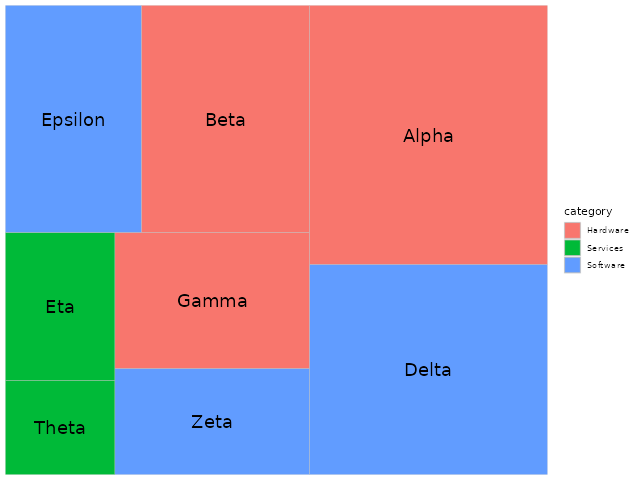 Epsilon
Beta
Alpha
Eta
Gamma
Theta
Zeta
Delta
category
Hardware
Services
Software